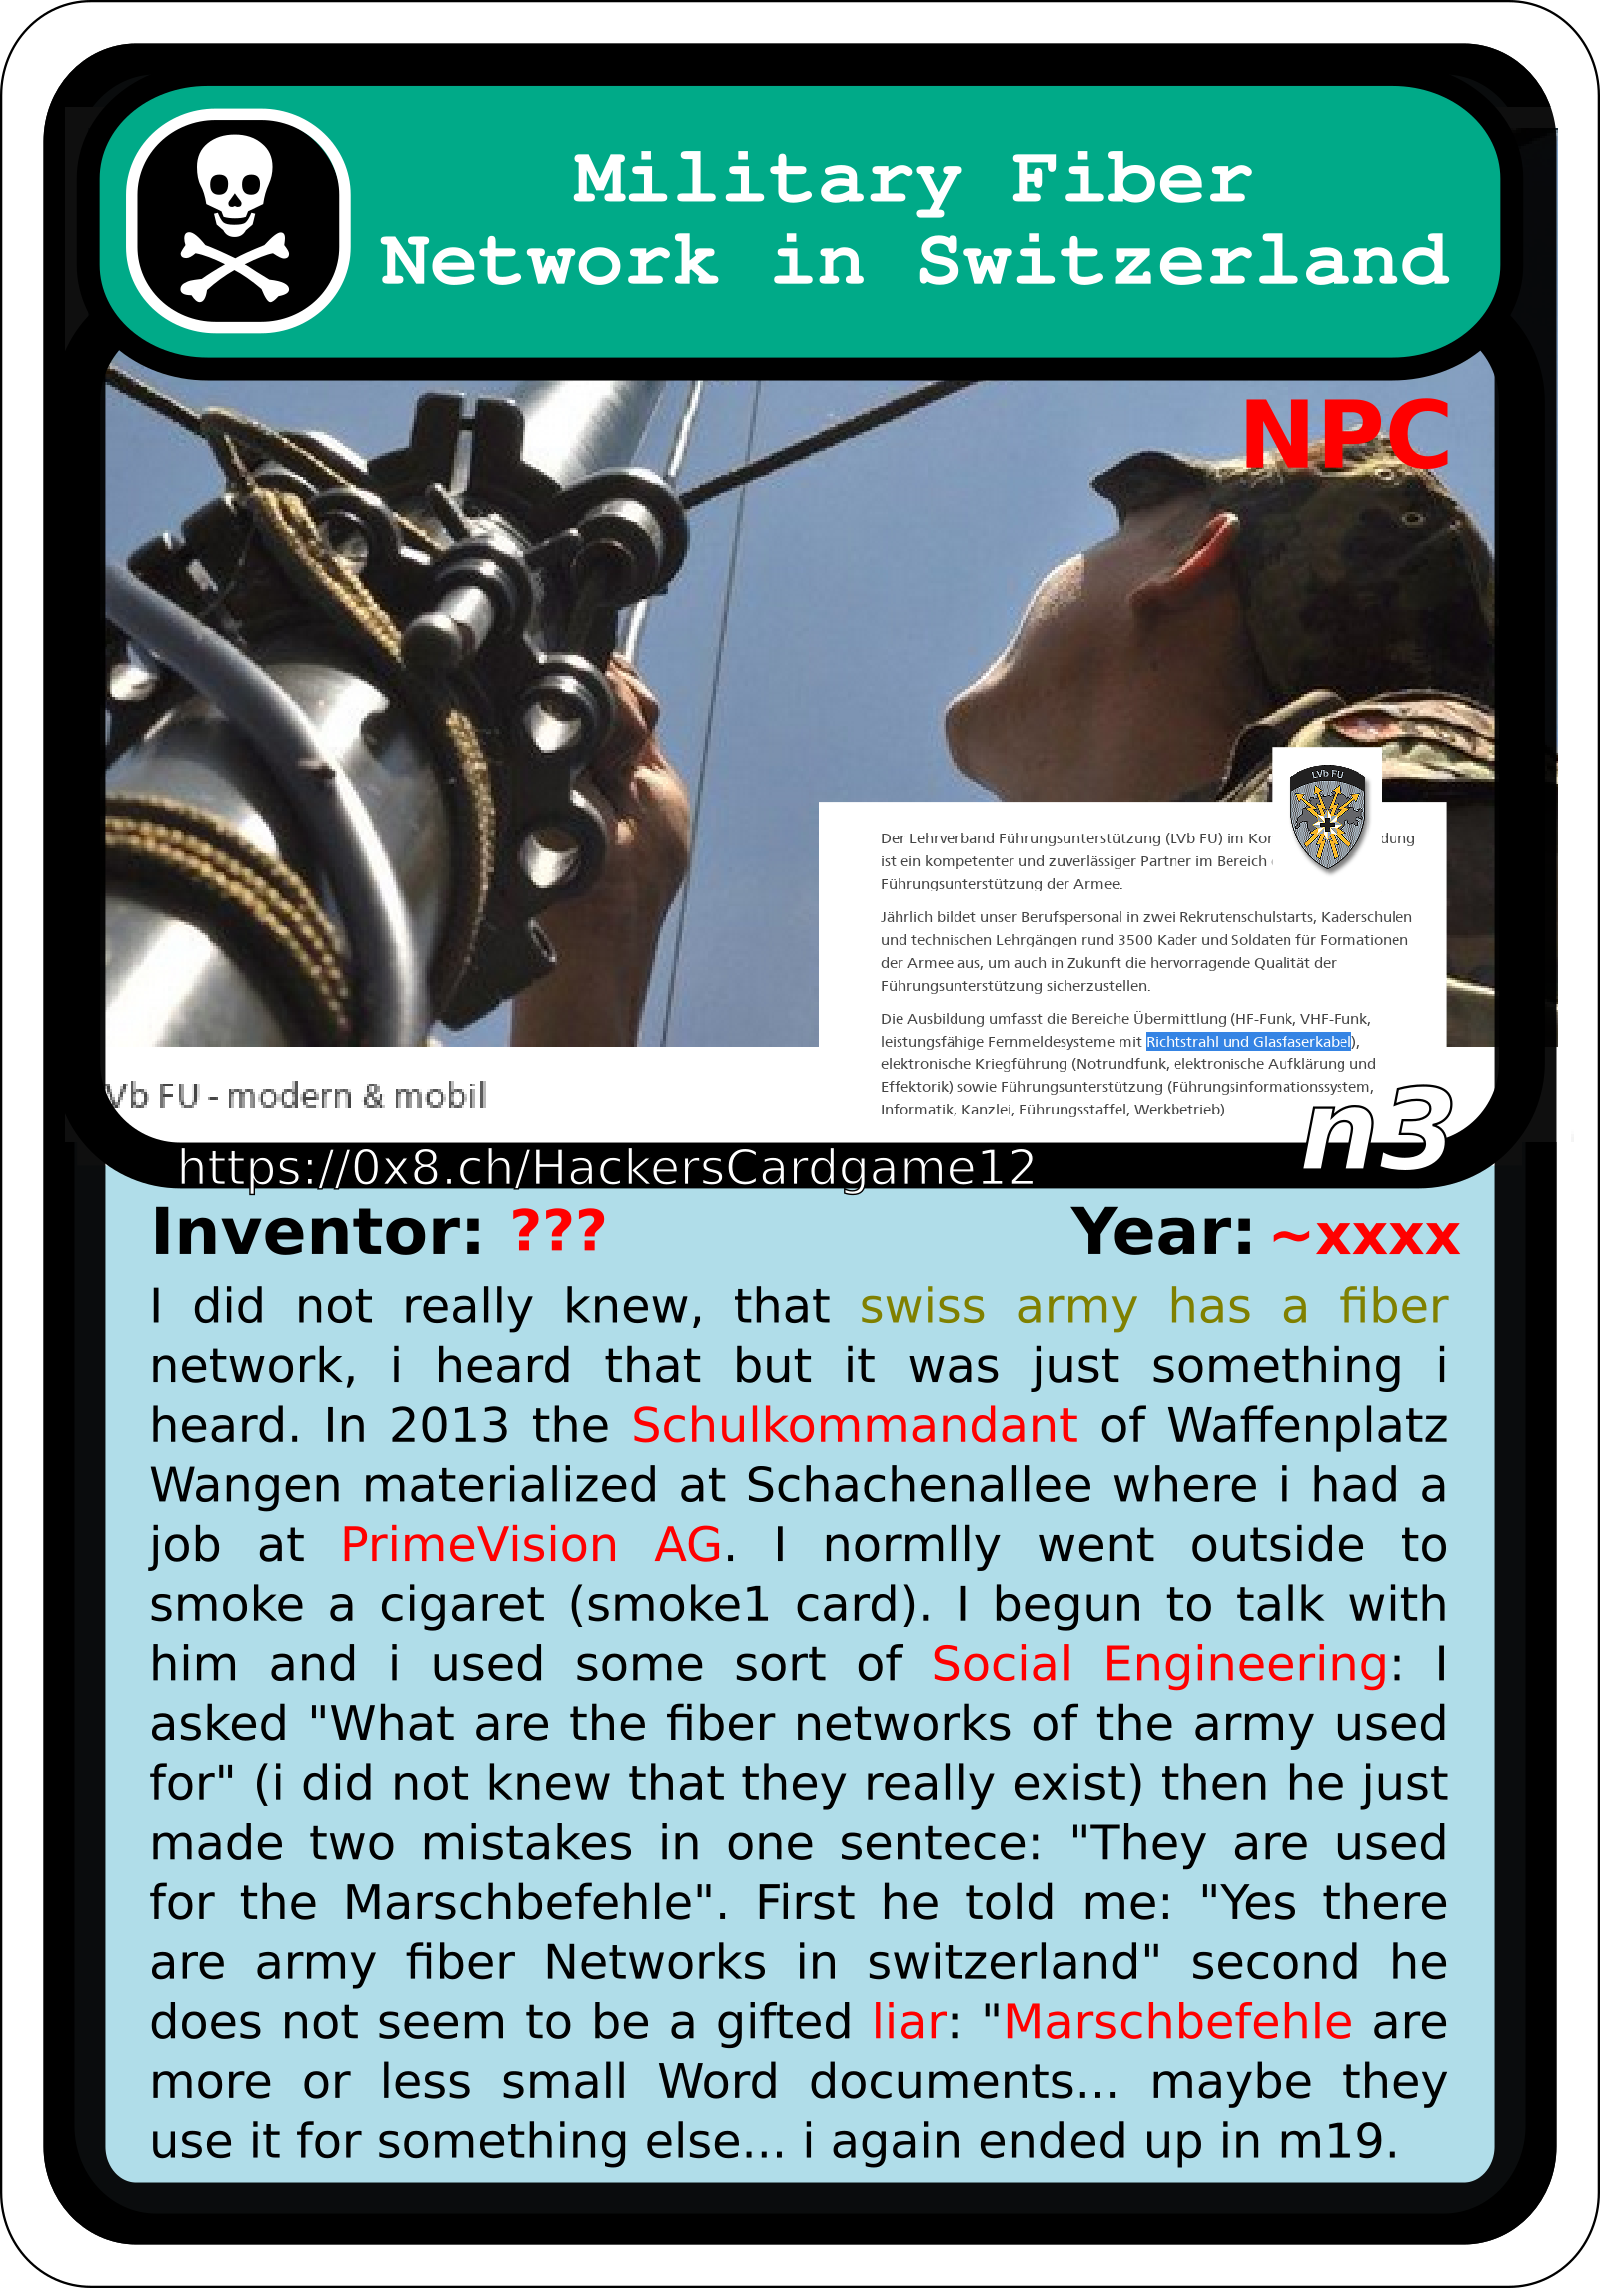 Military Fiber
Network in Switzerland
NPC
LVb FU
Der Lehrverband Führungsunterstützung (LVb FU) im Kor dung
ist ein kompetenter und zuverlässiger Partner im Bereich
Führungsunterstützung der Armee.
Jährlich bildet unser Berufspersonal in zwei Rekrutenschulstarts, Kaderschulen
und technischen Lehrgängen rund 3500 Kader und Soldaten für Formationen
der Armee aus, um auch in Zukunft die hervorragende Qualität der
Führungsunterstützung sicherzustellen.
Die Ausbildung umfasst die Bereiche Übermittlung (HF-Funk, VHF-Funk,
leistungsfähige Fernmeldesysteme mit Richtstrahl und Glasfaserkabel),
elektronische Kriegführung (Notrundfunk, elektronische Aufklärung und
Effektorik) sowie Führungsunterstützung (Führungsinformationssystem,
Informatik, Kanzlei, Führungsstaffel, Werkbetrieb)
Vb FU - modern & mobil
n3
https://0x8.ch/HackersCardgame12
Inventor: ??? Year: ~xxxx
I did not really knew, that swiss army has a fiber
network, i heard that but it was just something i
heard. In 2013 the Schulkommandant of Waffenplatz
Wangen materialized at Schachenallee where i had a
job at PrimeVision AG. I normlly went outside to
smoke a cigaret (smoke1 card). I begun to talk with
him and i used some sort of Social Engineering: I
asked "What are the fiber networks of the army used
for" (i did not knew that they really exist) then he just
made two mistakes in one sentece: "They are used
for the Marschbefehle". First he told me: "Yes there
are army fiber Networks in switzerland" second he
does not seem to be a gifted liar: "Marschbefehle are
more or less small Word documents... maybe they
use it for something else... i again ended up in m19.